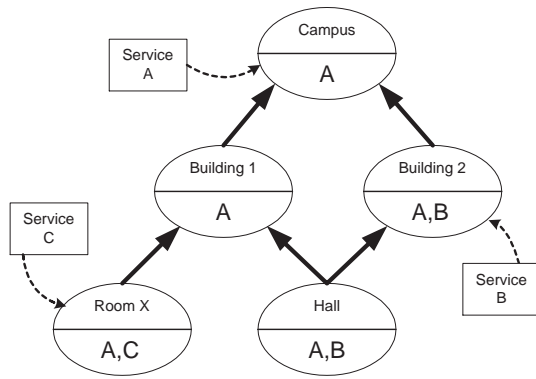 Campus
A
Service
A
Building 1
A
Building 2
A,B
Service
C
Service
B
Room X
A,C
Hall
A,B